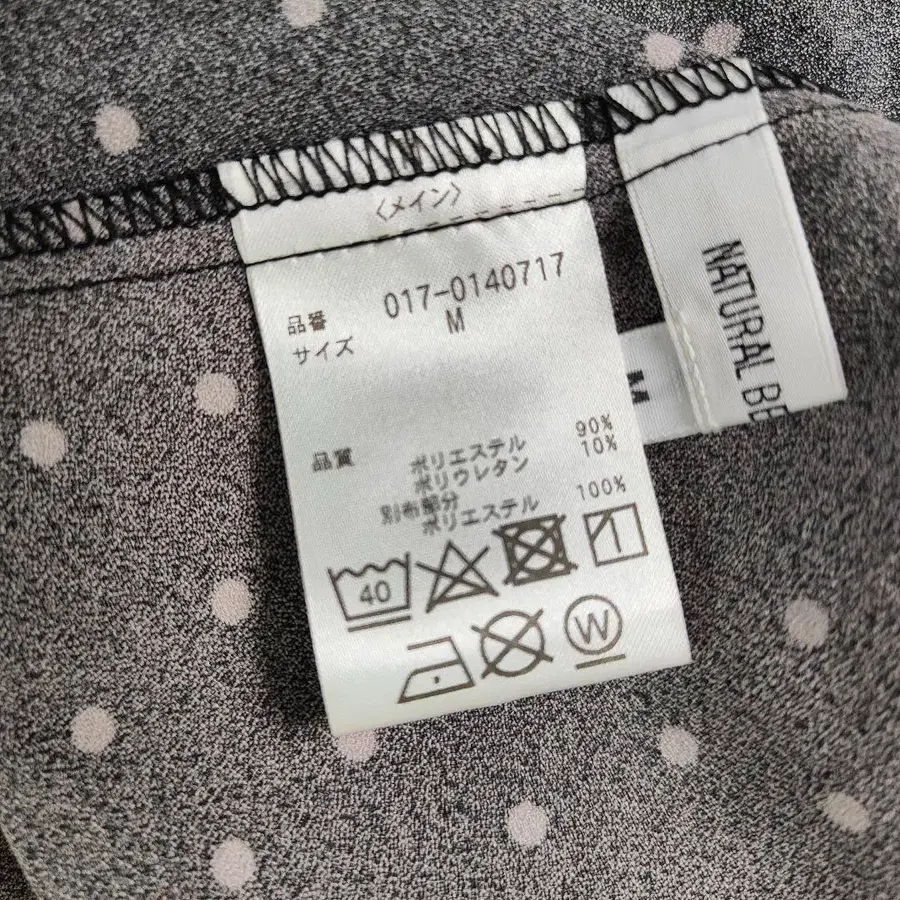 〈メイン〉
品番 017-0140717
サイズ M
品質 ポリエステル 90%
ポリウレタン 10%
別布部分
ポリエステル 100%
40
W
NATURAL BE
M